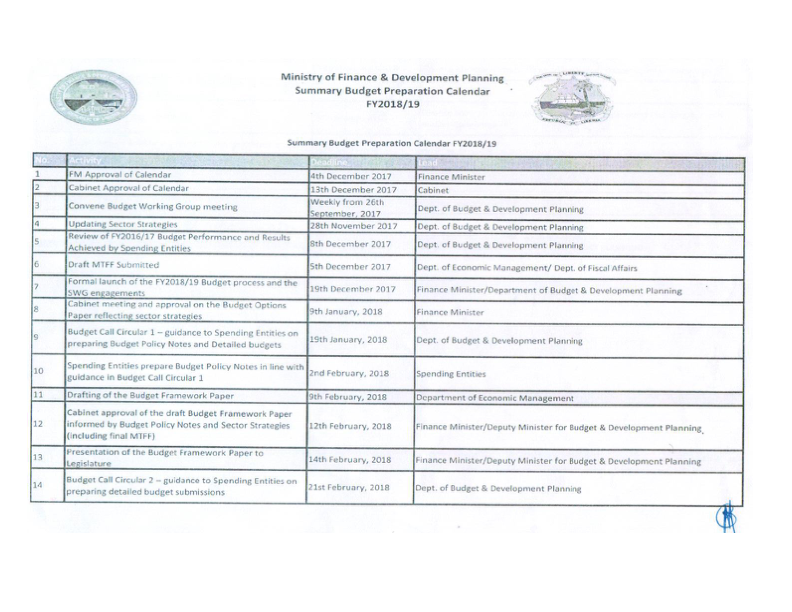 Ministry of Finance & Development Planning
Summary Budget Preparation Calendar
FY2018/19
LIBERTY
Summary Budget Preparation Calendar FY2018/19
No. Activity Deadline Lead
1 FM Approval of Calendar 4th December 2017 Finance Minister
2 Cabinet Approval of Calendar 13th December 2017 Cabinet
3 Convene Budget Working Group meeting Weekly from 26th September, 2017 Dept. of Budget & Development Planning
4 Updating Sector Strategies 28th November 2017 Dept. of Budget & Development Planning
5 Review of FY2016/17 Budget Performance and Results
Achieved by Spending Entities 8th December 2017 Dept. of Budget & Development Planning
6 Draft MTFF Submitted 5th December 2017 Dept. of Economic Management/ Dept. of Fiscal Affairs
7 Formal launch of the FY2018/19 Budget process and the
SWG engagements 19th December 2017 Finance Minister/Department of Budget & Development Planning
8 Cabinet meeting and approval on the Budget Options
Paper reflecting sector strategies 9th January, 2018 Finance Minister
9 Budget Call Circular 1 – guidance to Spending Entities on
preparing Budget Policy Notes and Detailed budgets 15th January, 2018 Dept. of Budget & Development Planning
10 Spending Entities prepare Budget Policy Notes in line with
guidance in Budget Call Circular 1 2nd February, 2018 Spending Entities
11 Drafting of the Budget Framework Paper 9th February, 2018 Department of Economic Management
12 Cabinet approval of the draft Budget Framework Paper
informed by Budget Policy Notes and Sector Strategies
(including final MTFF) 12th February, 2018 Finance Minister/Deputy Minister for Budget & Development Planning
13 Presentation of the Budget Framework Paper to
Legislature 14th February, 2018 Finance Minister/Deputy Minister for Budget & Development Planning
14 Budget Call Circular 2 – guidance to Spending Entities on
preparing detailed budget submissions 21st February, 2018 Dept. of Budget & Development Planning